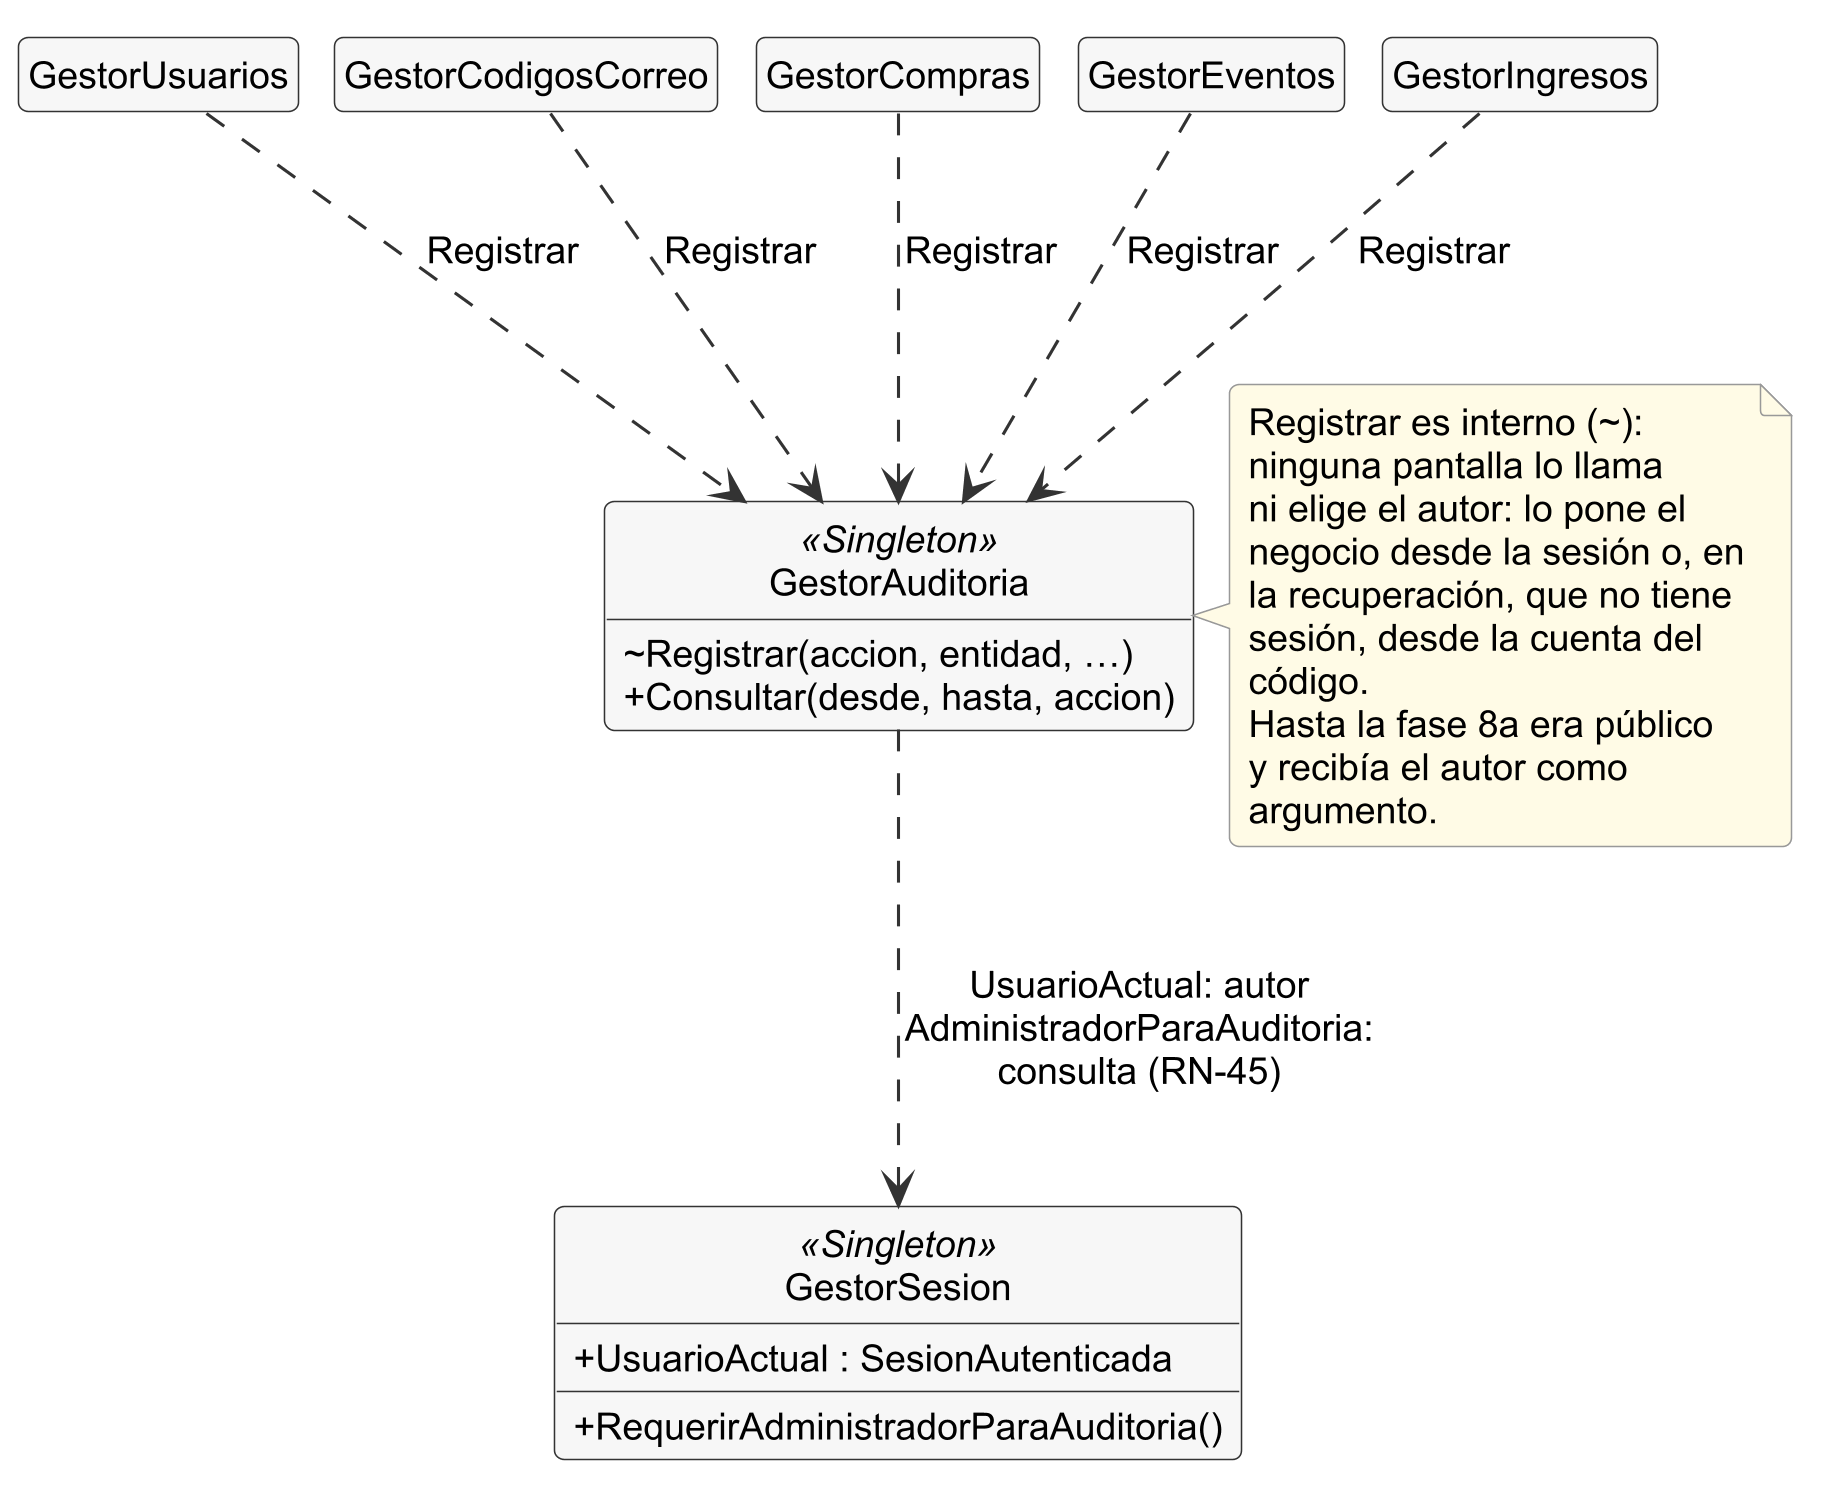 GestorUsuarios
GestorCodigosCorreo
GestorCompras
GestorEventos
GestorIngresos
Registrar
Registrar
Registrar
Registrar
Registrar
Registrar es interno (~):
ninguna pantalla lo llama
ni elige el autor: lo pone el
negocio desde la sesión o, en
la recuperación, que no tiene
sesión, desde la cuenta del
código.
Hasta la fase 8a era público
y recibía el autor como
argumento.
«Singleton»
GestorAuditoria
~Registrar(accion, entidad, …)
+Consultar(desde, hasta, accion)
UsuarioActual: autor
AdministradorParaAuditoria:
consulta (RN-45)
«Singleton»
GestorSesion
+UsuarioActual : SesionAutenticada
+RequerirAdministradorParaAuditoria()